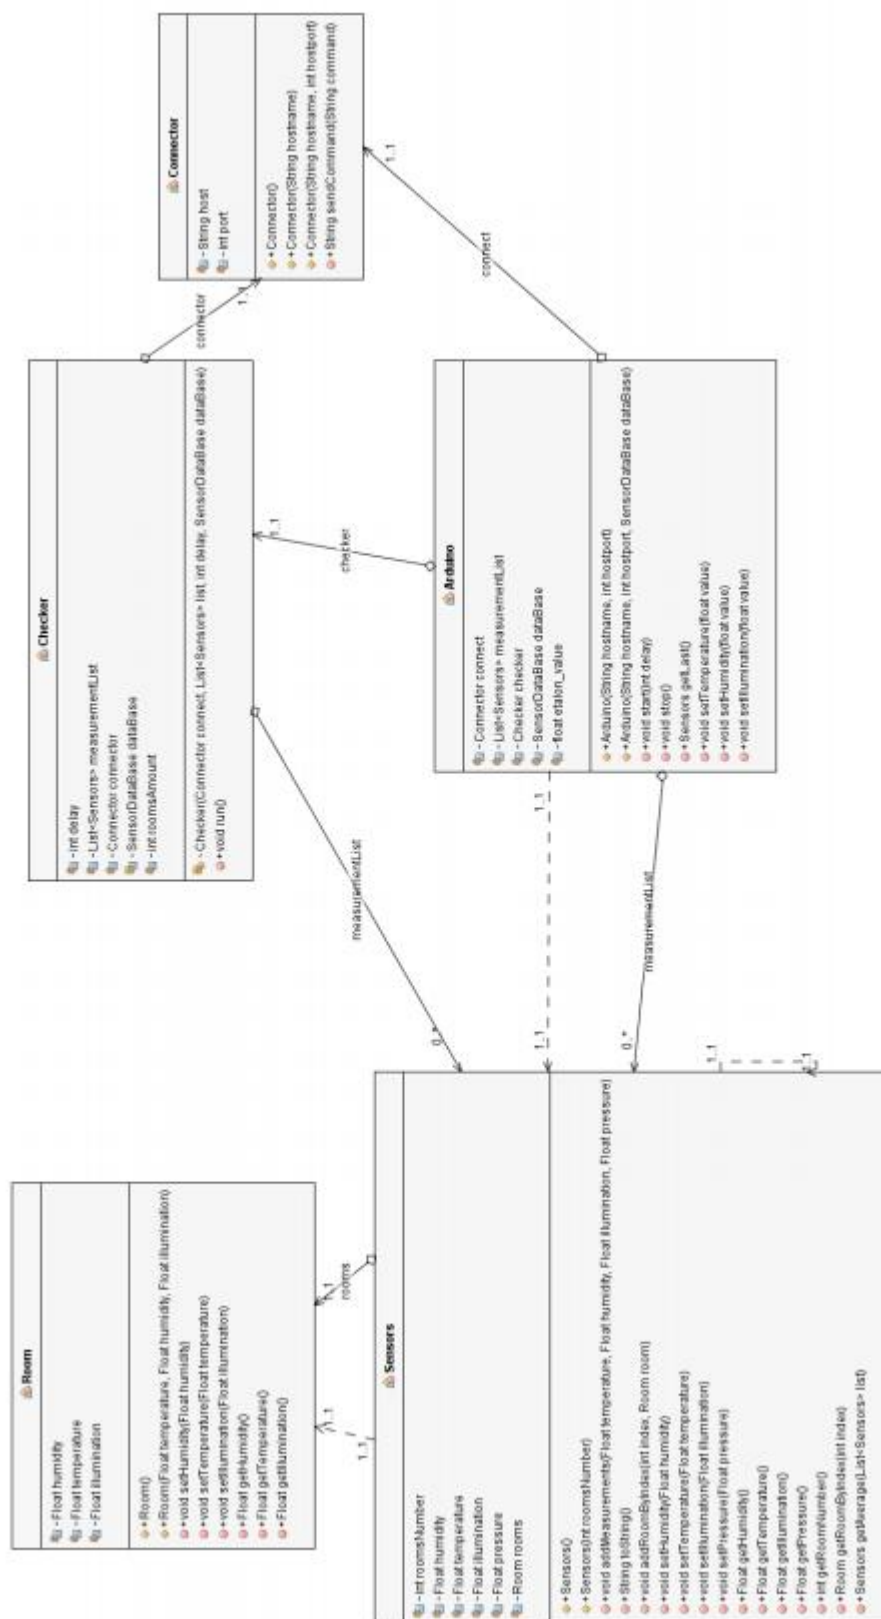 Room
- Float humidity
- Float temperature
- Float illumination
+ Room()
+ Room(Float temperature, Float humidity, Float illumination)
+ void setHumidity(Float humidity)
+ void setTemperature(Float temperature)
+ void setIllumination(Float illumination)
+ Float getHumidity()
+ Float getTemperature()
+ Float getIllumination()
1..1
1..1
rooms
1..1
Sensors
- int roomsNumber
- Float humidity
- Float temperature
- Float illumination
- Float pressure
- Room rooms
+ Sensors()
+ Sensors(int roomsNumber)
+ void addMeasurements(Float temperature, Float humidity, Float illumination, Float pressure)
+ String toString()
+ void addRoomByIndex(int index, Room room)
+ void setHumidity(Float humidity)
+ void setTemperature(Float temperature)
+ void setIllumination(Float illumination)
+ void setPressure(Float pressure)
+ Float getHumidity()
+ Float getTemperature()
+ Float getIllumination()
+ Float getPressure()
+ int getRoomNumber()
+ Room getRoomByIndex(int index)
+ Sensors getAverage(List<Sensors> list)
1..1
1..1
0..*
measurementList
1..1
1..1
0..*
measurementList
Checker
- int delay
- List<Sensors> measurementList
- Connector connector
- SensorDataBase dataBase
- int roomsAmount
- Checker(Connector connect, List<Sensors> list, int delay, SensorDataBase dataBase)
+ void run()
1..1
checker
connector
1..1
Arduino
- Connector connect
- List<Sensors> measurementList
- Checker checker
- SensorDataBase dataBase
- float etalon_value
+ Arduino(String hostname, int hostport)
+ Arduino(String hostname, int hostport, SensorDataBase dataBase)
+ void start(int delay)
+ void stop()
+ Sensors getLast()
+ void setTemperature(float value)
+ void setHumidity(float value)
+ void setIllumination(float value)
connect
1..1
Connector
- String host
- int port
+ Connector()
+ Connector(String hostname)
+ Connector(String hostname, int hostport)
+ String sendCommand(String command)